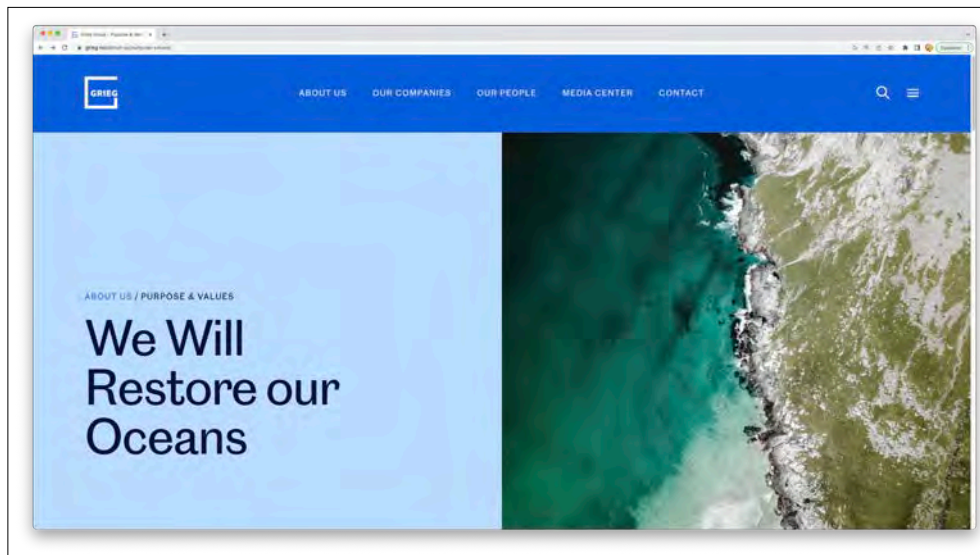 GRIEG
ABOUT US
OUR COMPANIES
OUR PEOPLE
MEDIA CENTER
CONTACT
ABOUT US / PURPOSE & VALUES
We Will
Restore our
Oceans